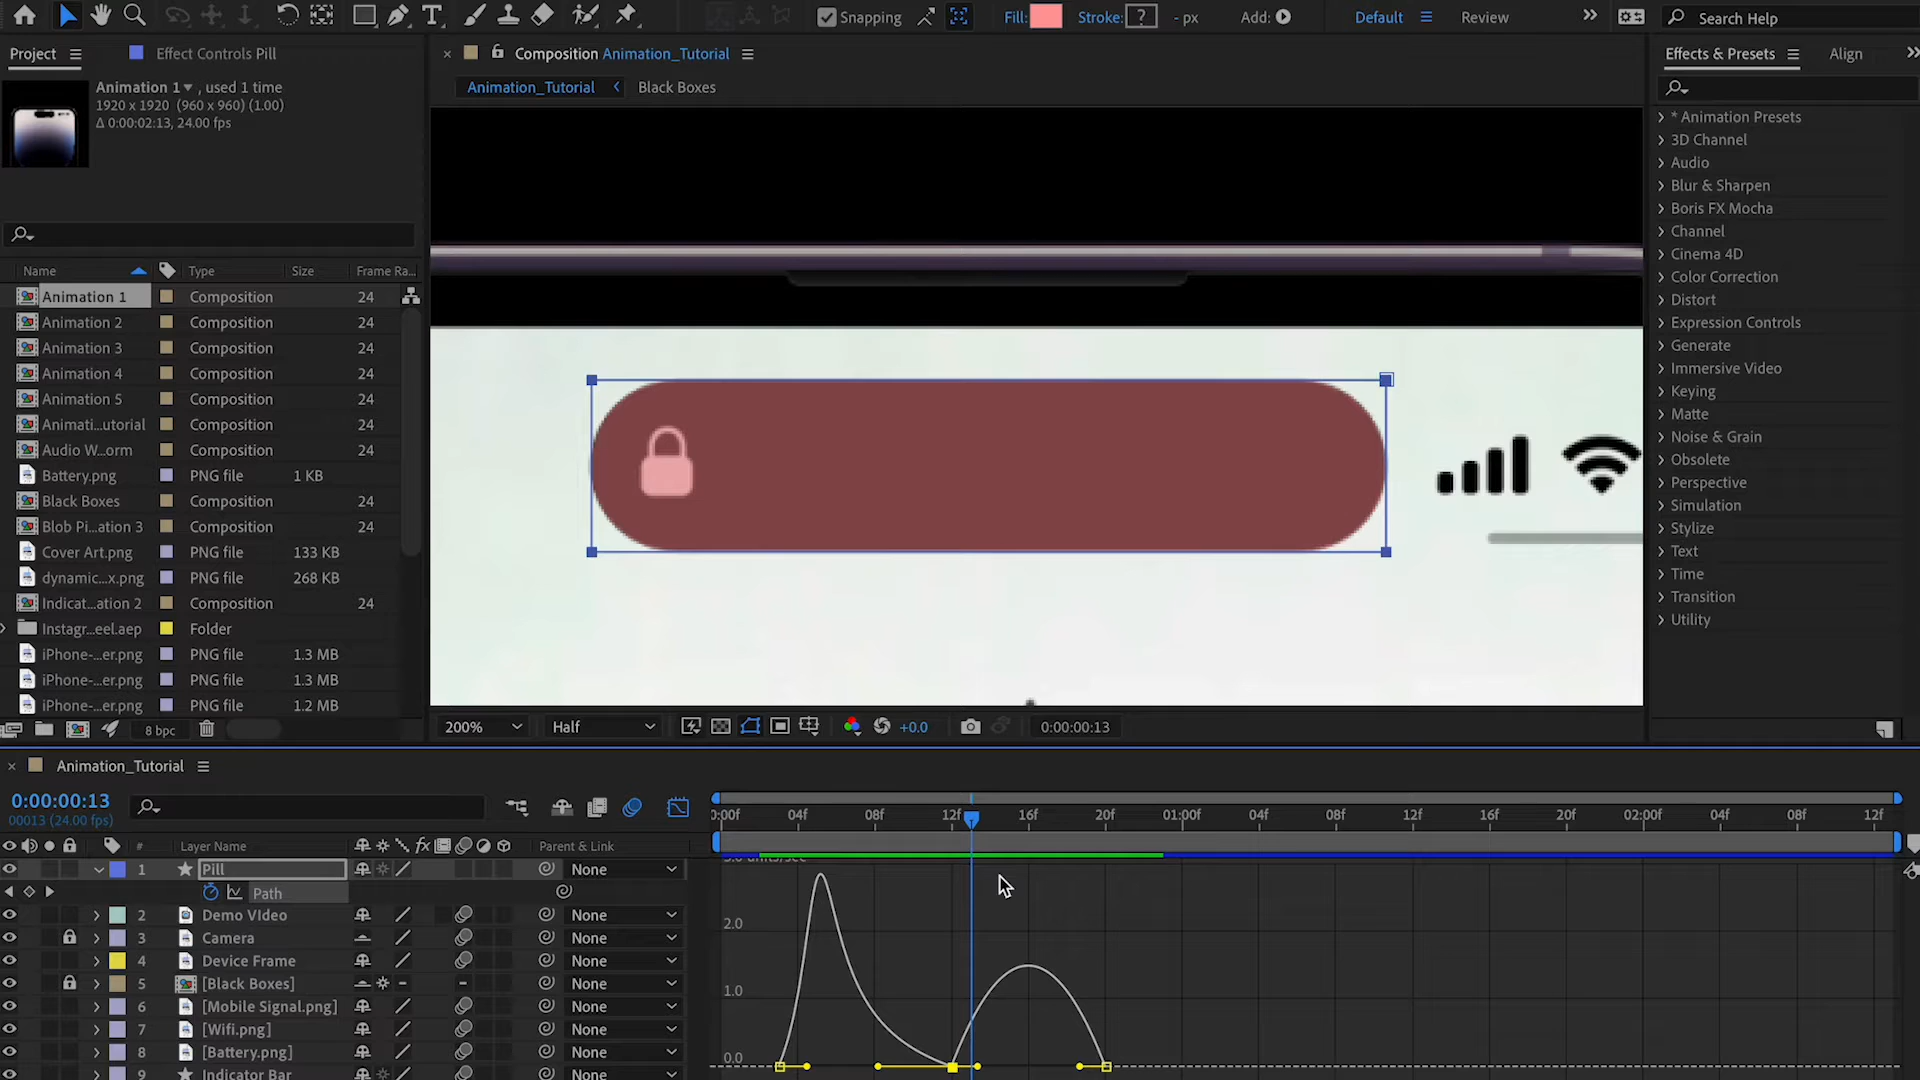 Snapping
Fill:
Stroke:
?
- px
Add:
Default
Review
Search Help
Project
Effect Controls Pill
Composition Animation_Tutorial
Effects & Presets
Align
Animation 1 , used 1 time
1920 x 1920 (960 x 960) (1.00)
Δ 0:00:02:13, 24.00 fps
Animation_Tutorial
Black Boxes
Name
Type
Size
Frame Ra...
Animation 1 Composition 24
Animation 2 Composition 24
Animation 3 Composition 24
Animation 4 Composition 24
Animation 5 Composition 24
Animati...utorial Composition 24
Audio W...orm Composition 24
Battery.png PNG file 1 KB
Black Boxes Composition 24
Blob Pi...ation 3 Composition 24
Cover Art.png PNG file 133 KB
dynamic...x.png PNG file 268 KB
Indicat...ation 2 Composition 24
Instagr...eel.aep Folder
iPhone-...er.png PNG file 1.3 MB
iPhone-...er.png PNG file 1.3 MB
iPhone-...er.png PNG file 1.2 MB
8 bpc
* Animation Presets
3D Channel
Audio
Blur & Sharpen
Boris FX Mocha
Channel
Cinema 4D
Color Correction
Distort
Expression Controls
Generate
Immersive Video
Keying
Matte
Noise & Grain
Obsolete
Perspective
Simulation
Stylize
Text
Time
Transition
Utility
200%
Half
+0.0
0:00:00:13
Animation_Tutorial
0:00:00:13
00013 (24.00 fps)
# Layer Name
fx
Parent & Link
1 Pill None
Path
2 Demo VIdeo None
3 Camera None
4 Device Frame None
5 [Black Boxes] None
6 [Mobile Signal.png] None
7 [Wifi.png] None
8 [Battery.png] None
9 Indicator Bar None
0:00f 04f 08f 12f 16f 20f 01:00f 04f 08f 12f 16f 20f 02:00f 04f 08f 12f
3.0 units/sec
2.0
1.0
0.0